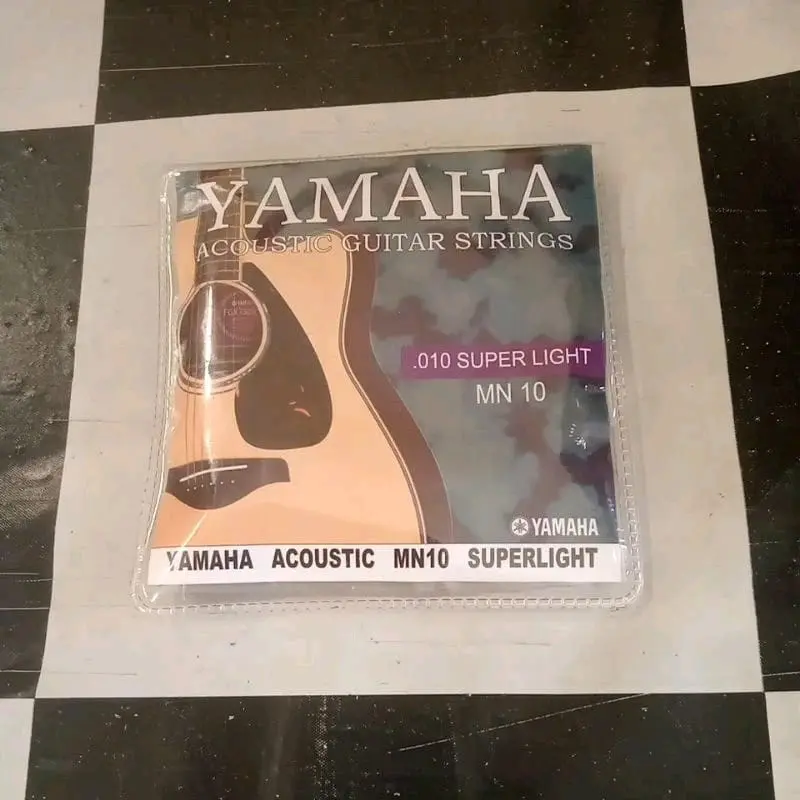 YAMAHA
ACOUSTIC GUITAR STRINGS
.010 SUPER LIGHT
MN 10
YAMAHA
YAMAHA ACOUSTIC MN10 SUPERLIGHT